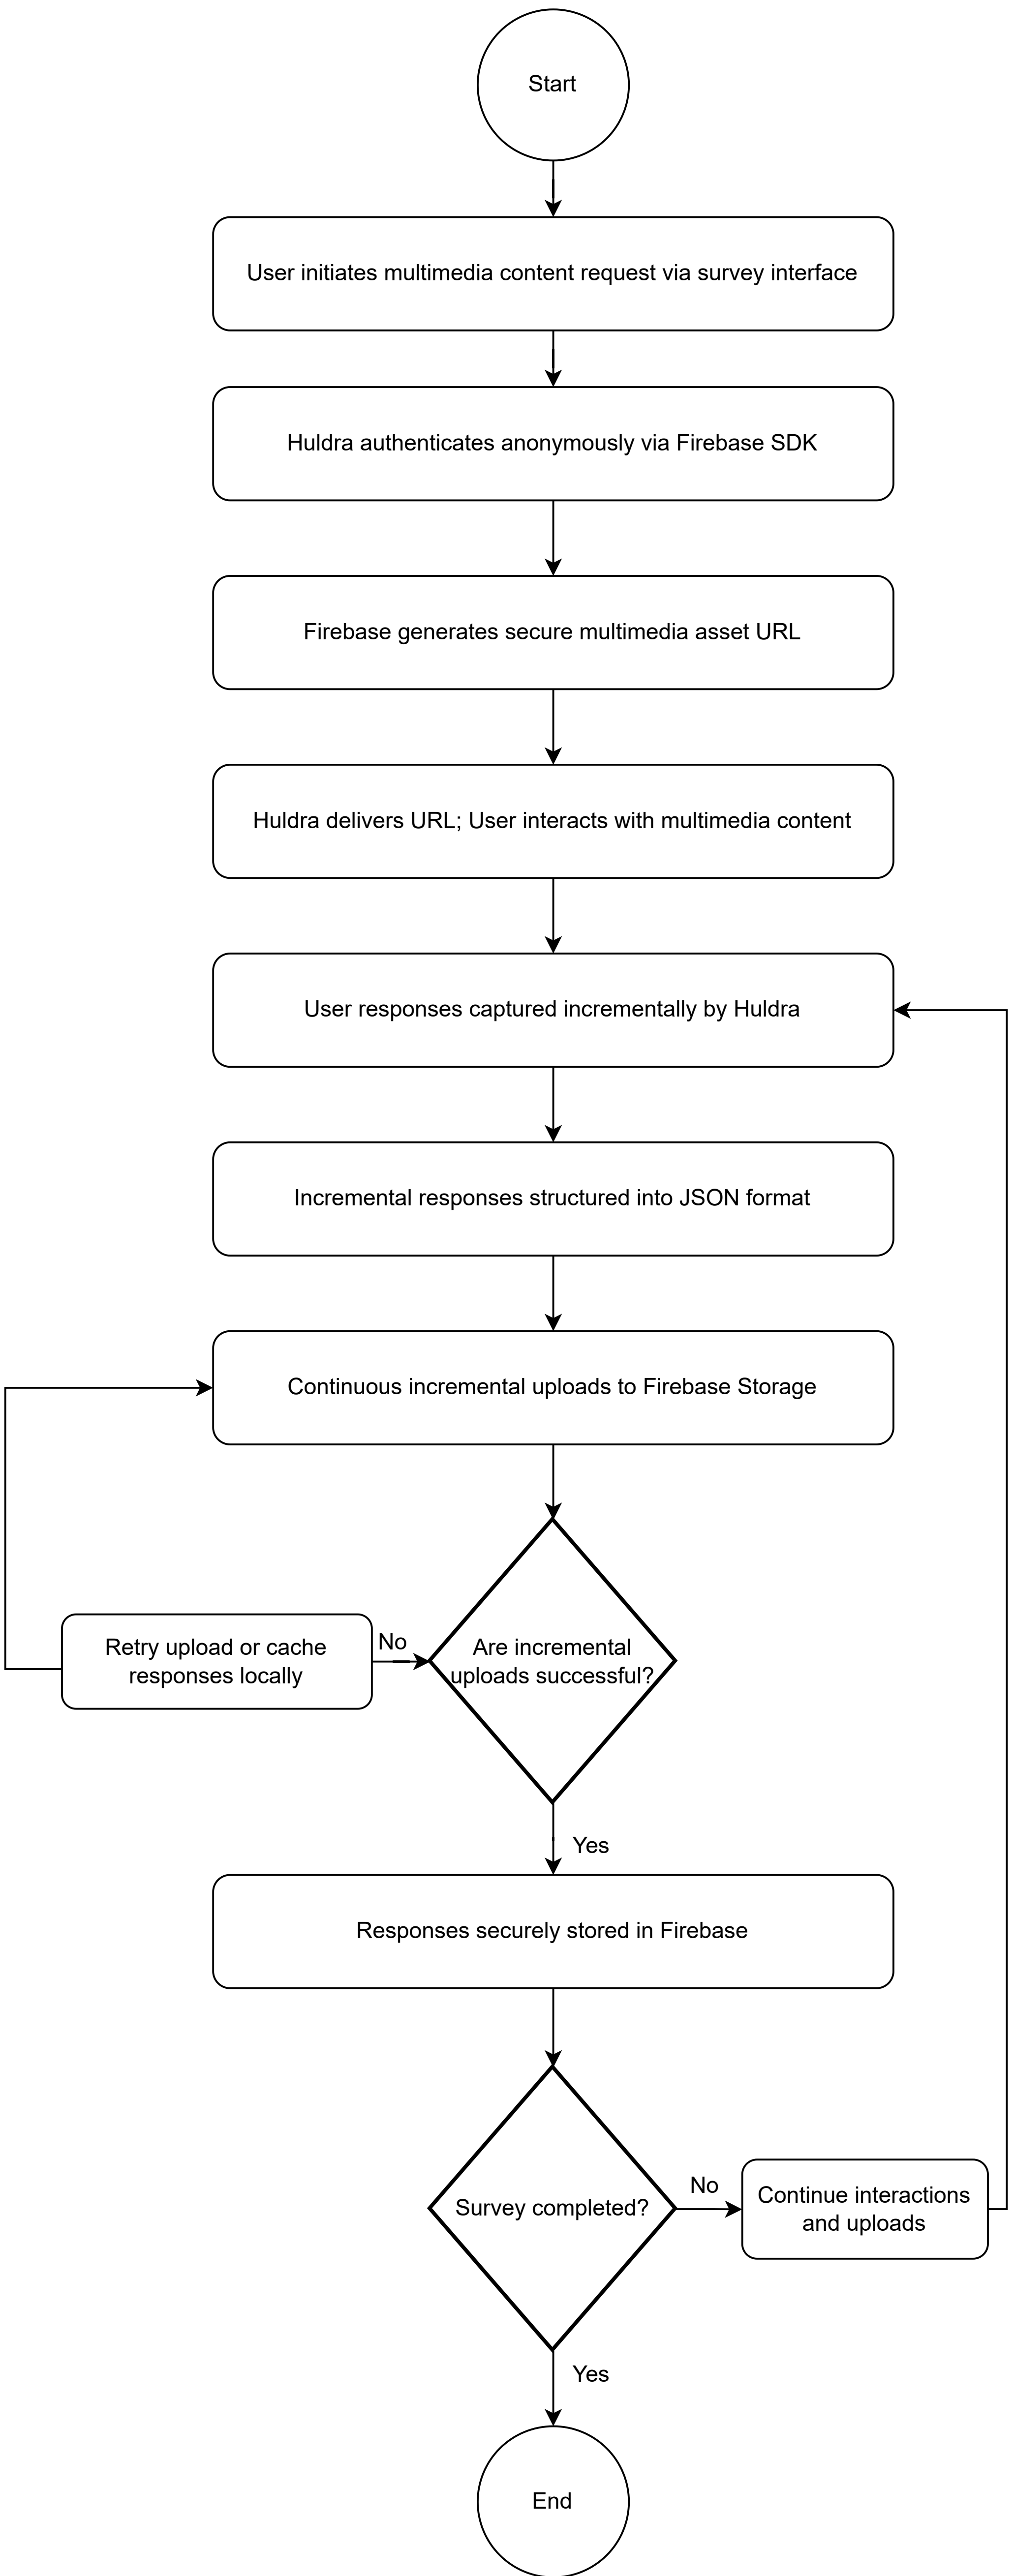 Start
User initiates multimedia content request via survey interface
Huldra authenticates anonymously via Firebase SDK
Firebase generates secure multimedia asset URL
Huldra delivers URL; User interacts with multimedia content
User responses captured incrementally by Huldra
Incremental responses structured into JSON format
Continuous incremental uploads to Firebase Storage
Retry upload or cache
responses locally
No
Are incremental
uploads successful?
Yes
Responses securely stored in Firebase
Survey completed?
No
Continue interactions
and uploads
Yes
End